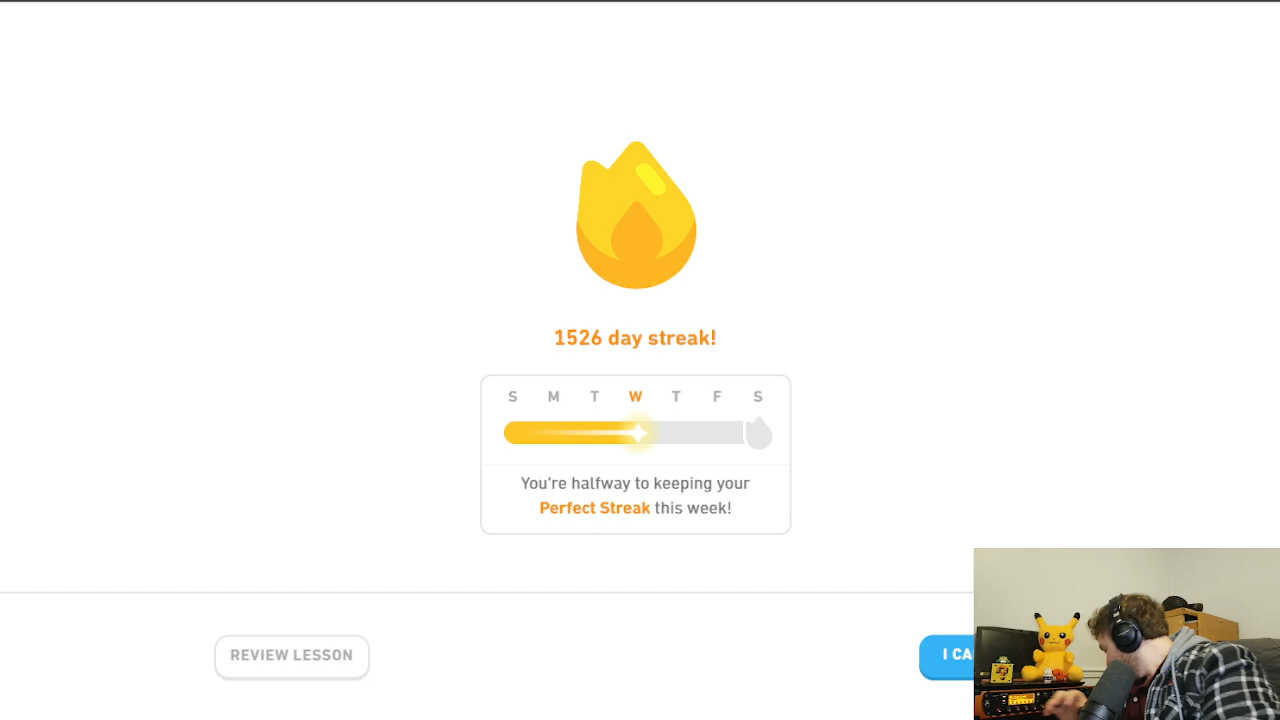 1526 day streak!
S M T W T F S
You're halfway to keeping your
Perfect Streak this week!
REVIEW LESSON
I CA